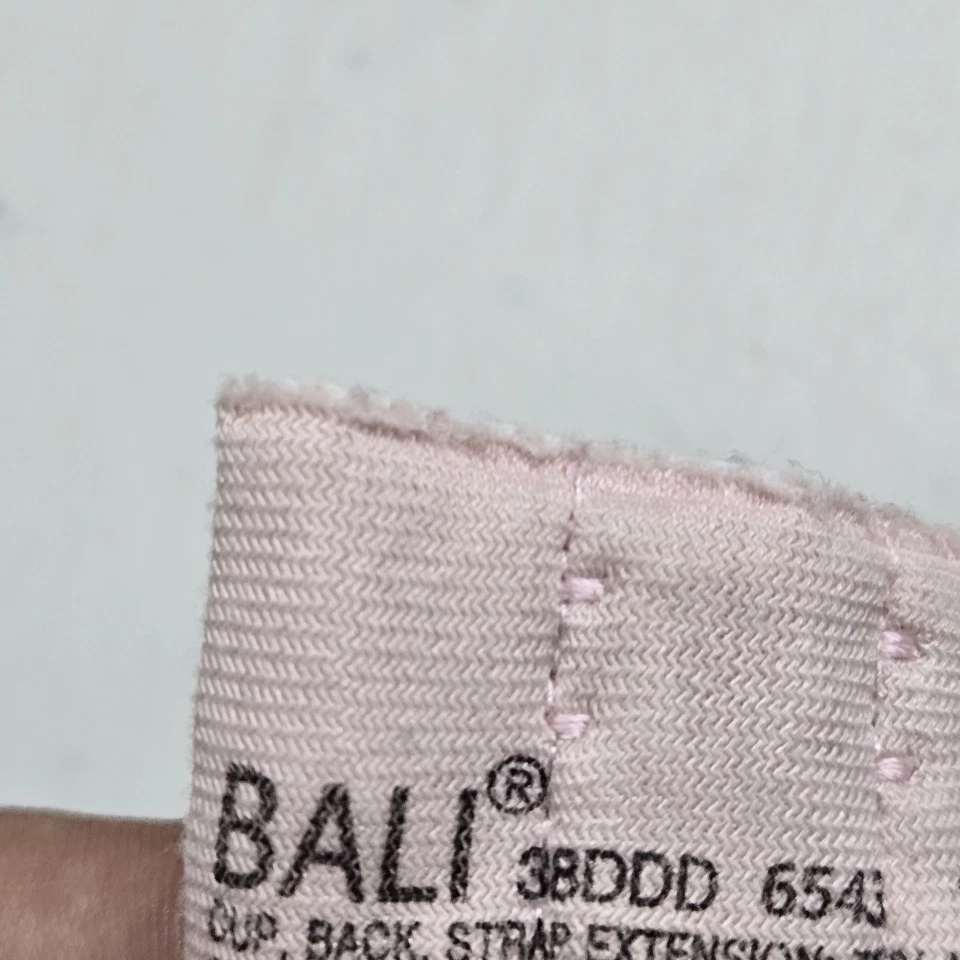 BALI® 38DDD 6543
CUP, BACK, STRAP EXTENSION: